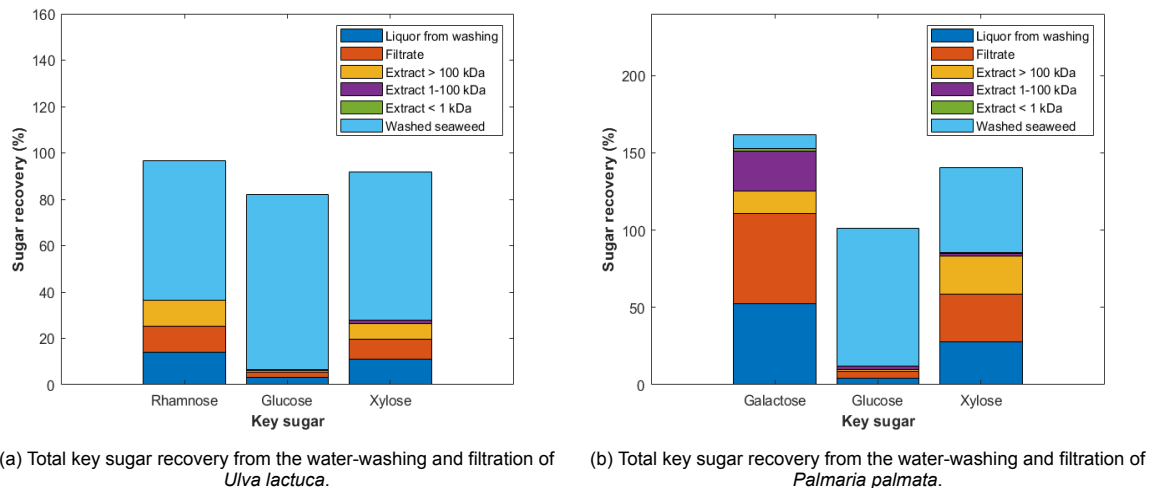 160
140
120
100
80
60
40
20
0
Sugar recovery (%)
Liquor from washing
Filtrate
Extract > 100 kDa
Extract 1-100 kDa
Extract < 1 kDa
Washed seaweed
Rhamnose Glucose Xylose
Key sugar
(a) Total key sugar recovery from the water-washing and filtration of
Ulva lactuca.
200
150
100
50
0
Sugar recovery (%)
Liquor from washing
Filtrate
Extract > 100 kDa
Extract 1-100 kDa
Extract < 1 kDa
Washed seaweed
Galactose Glucose Xylose
Key sugar
(b) Total key sugar recovery from the water-washing and filtration of
Palmaria palmata.